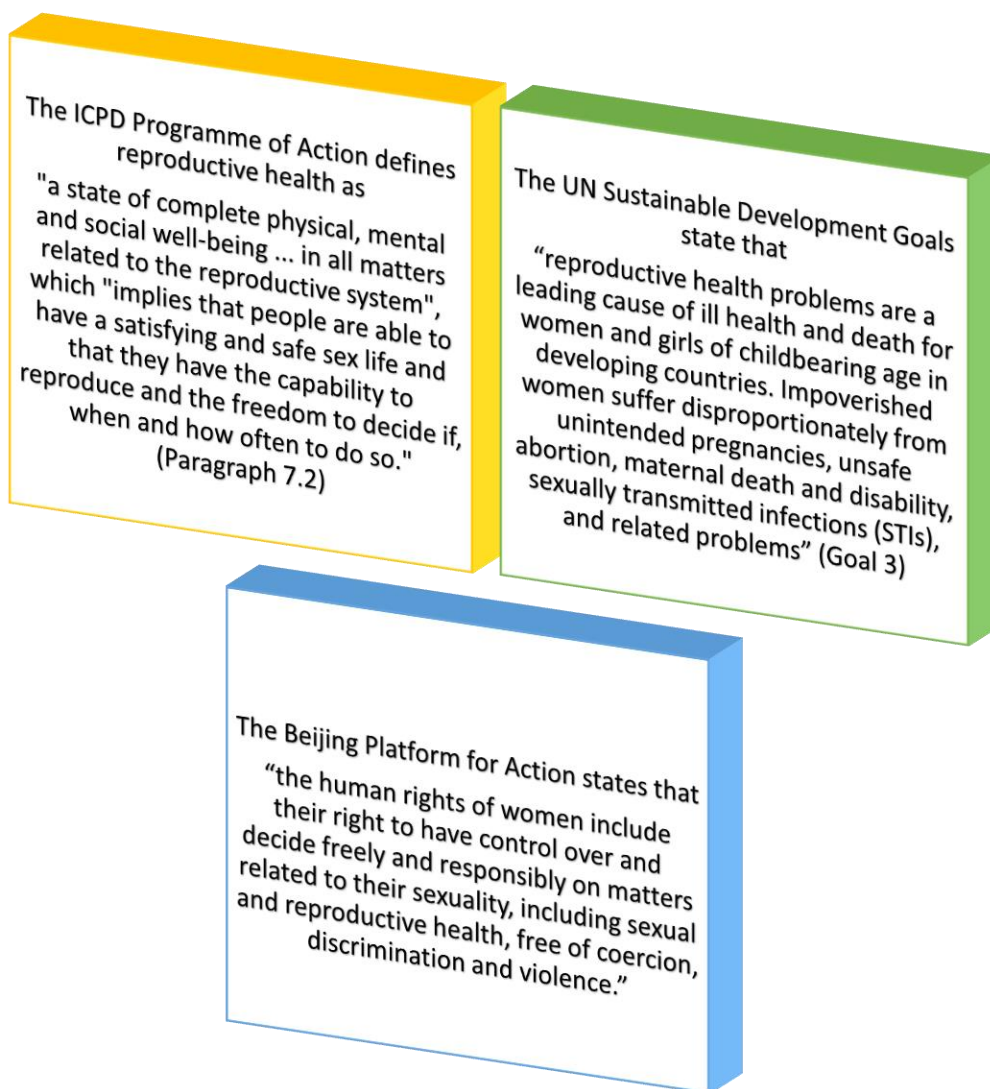 The ICPD Programme of Action defines
reproductive health as
"a state of complete physical, mental
and social well-being ... in all matters
related to the reproductive system",
which "implies that people are able to
have a satisfying and safe sex life and
that they have the capability to
reproduce and the freedom to decide if,
when and how often to do so."
(Paragraph 7.2)
The UN Sustainable Development Goals
state that
“reproductive health problems are a
leading cause of ill health and death for
women and girls of childbearing age in
developing countries. Impoverished
women suffer disproportionately from
unintended pregnancies, unsafe
abortion, maternal death and disability,
sexually transmitted infections (STIs),
and related problems” (Goal 3)
The Beijing Platform for Action states that
“the human rights of women include
their right to have control over and
decide freely and responsibly on matters
related to their sexuality, including sexual
and reproductive health, free of coercion,
discrimination and violence.”